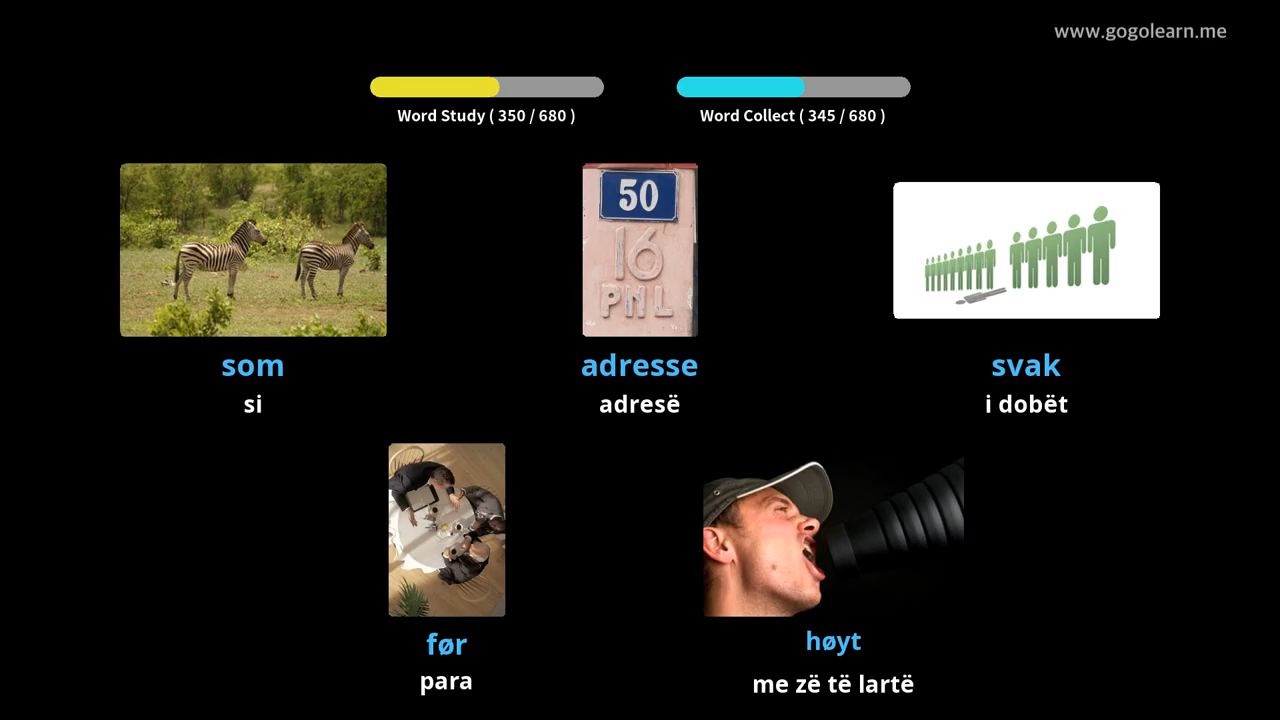 www.gogolearn.me
Word Study ( 350 / 680 )
Word Collect ( 345 / 680 )
50
16
PNL
som
si
adresse
adresë
svak
i dobët
før
para
høyt
me zë të lartë